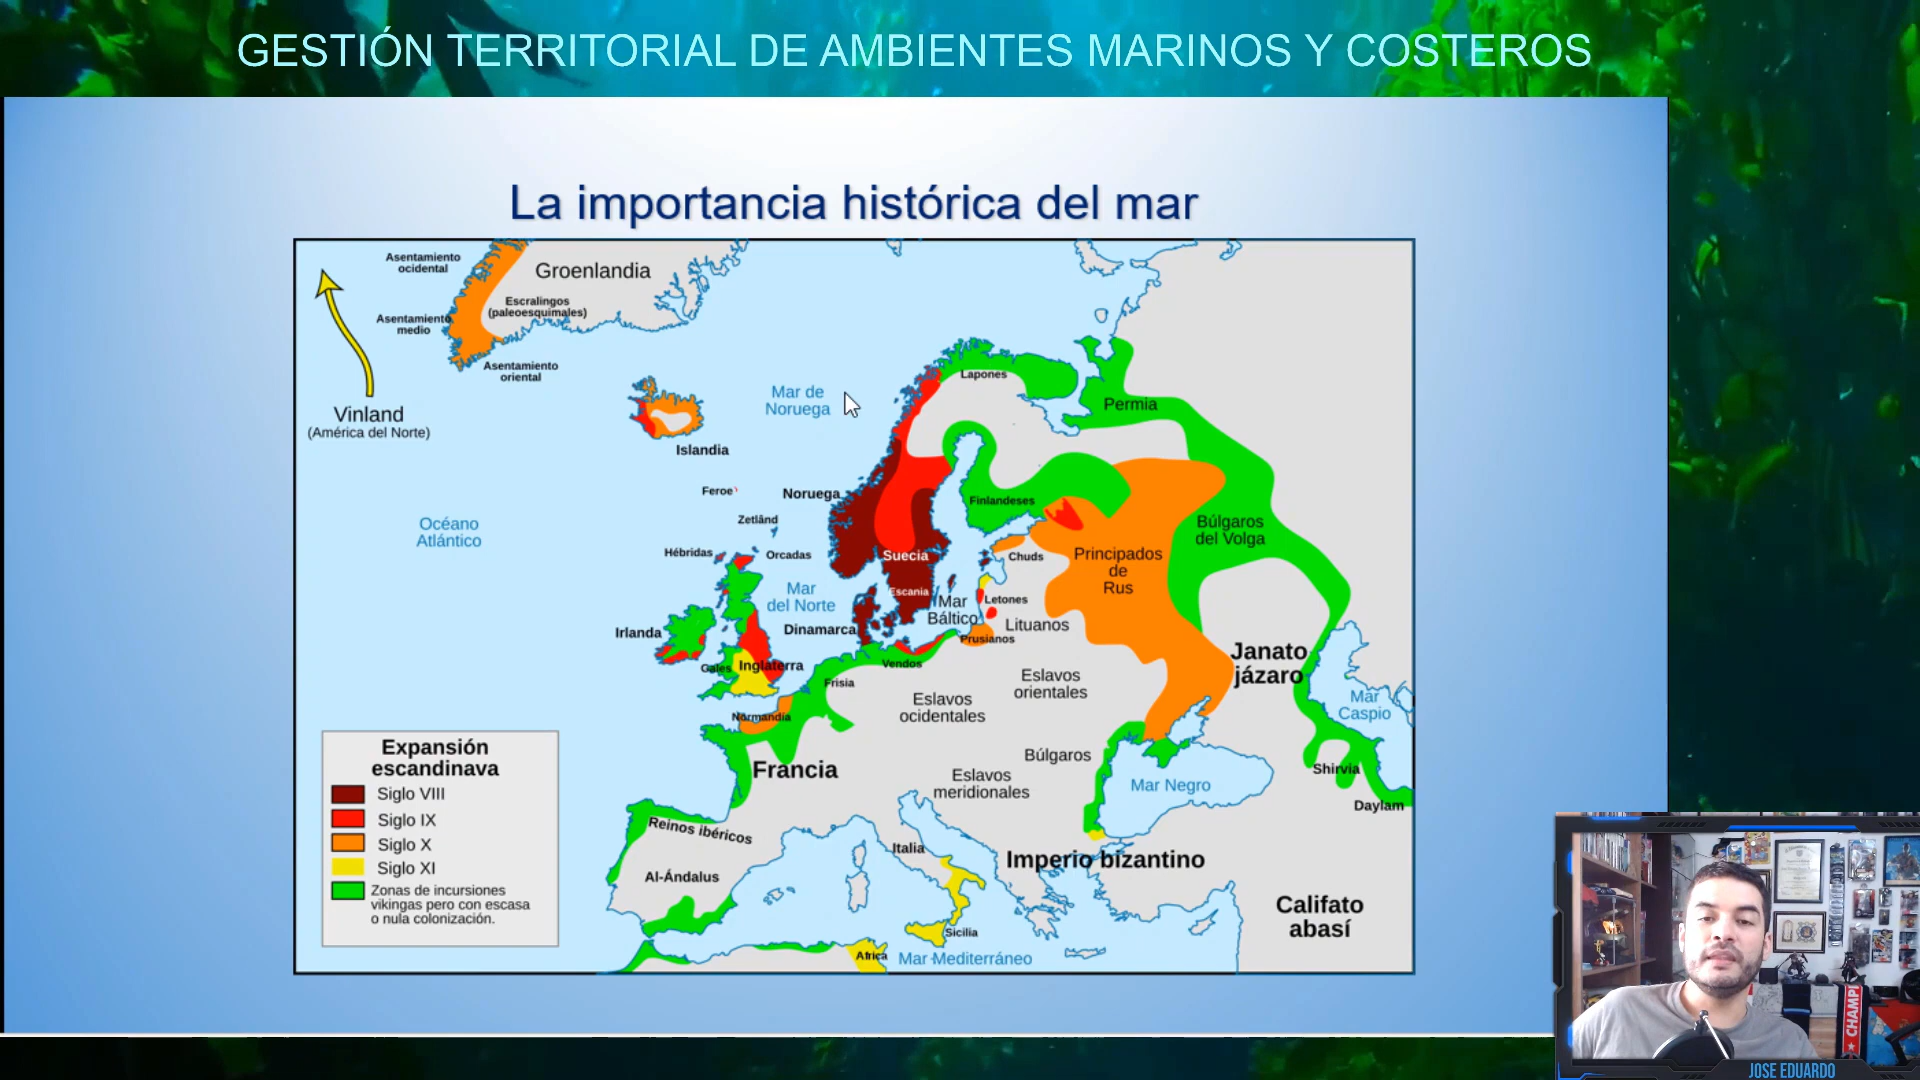 GESTIÓN TERRITORIAL DE AMBIENTES MARINOS Y COSTEROS
La importancia histórica del mar
Asentamiento
ocidental
Groenlandia
Escralingos
(paleoesquimales)
Asentamiento
medio
Asentamiento
oriental
Vinland
(América del Norte)
Mar de
Noruega
Lapones
Permia
Islandia
Feroe
Noruega
Zetlând
Océano
Atlántico
Hébridas
Orcadas
Suecia
Finlandeses
Chuds
Principados
de
Rus
Búlgaros
del Volga
Mar
del Norte
Escania
Mar
Báltico
Letones
Lituanos
Irlanda
Dinamarca
Prusianos
Gales
Inglaterra
Vendos
Frisia
Janato
jázaro
Eslavos
orientales
Eslavos
ocidentales
Mar
Caspio
Normandía
Francia
Búlgaros
Eslavos
meridionales
Mar Negro
Shirvia
Daylam
Reinos ibéricos
Italia
Imperio bizantino
Al-Ándalus
Califato
abasí
Sicilia
Africa
Mar Mediterráneo
Expansión
escandinava
Siglo VIII
Siglo IX
Siglo X
Siglo XI
Zonas de incursiones
vikingas pero con escasa
o nula colonización.
CHAMPI
JOSE EDUARDO